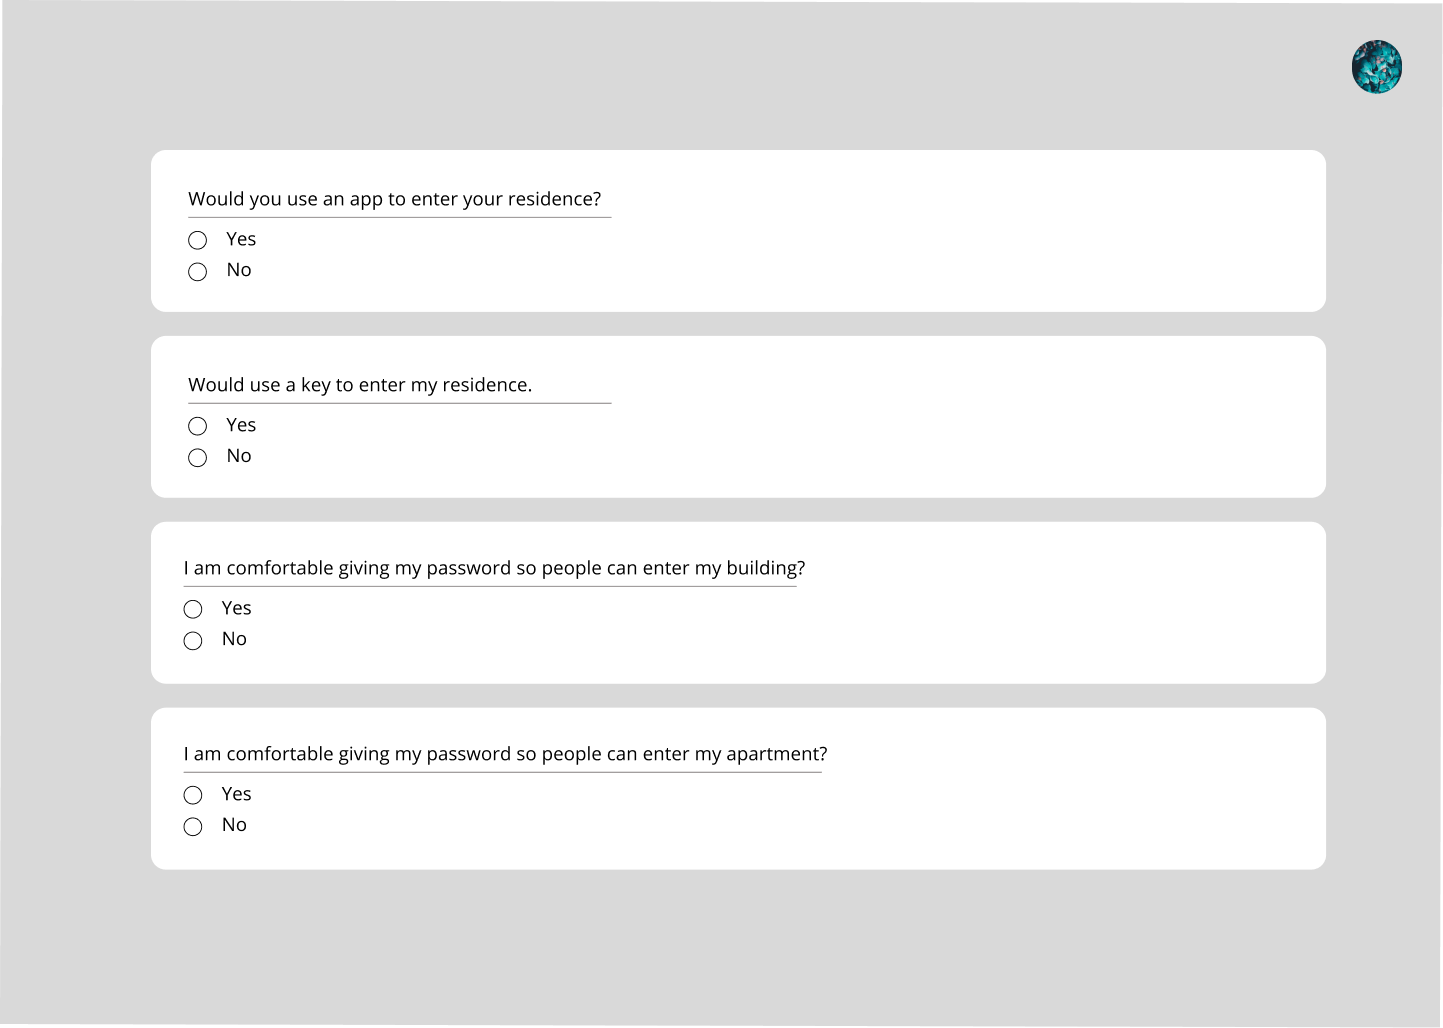 Would you use an app to enter your residence?
Yes
No
Would use a key to enter my residence.
Yes
No
I am comfortable giving my password so people can enter my building?
Yes
No
I am comfortable giving my password so people can enter my apartment?
Yes
No